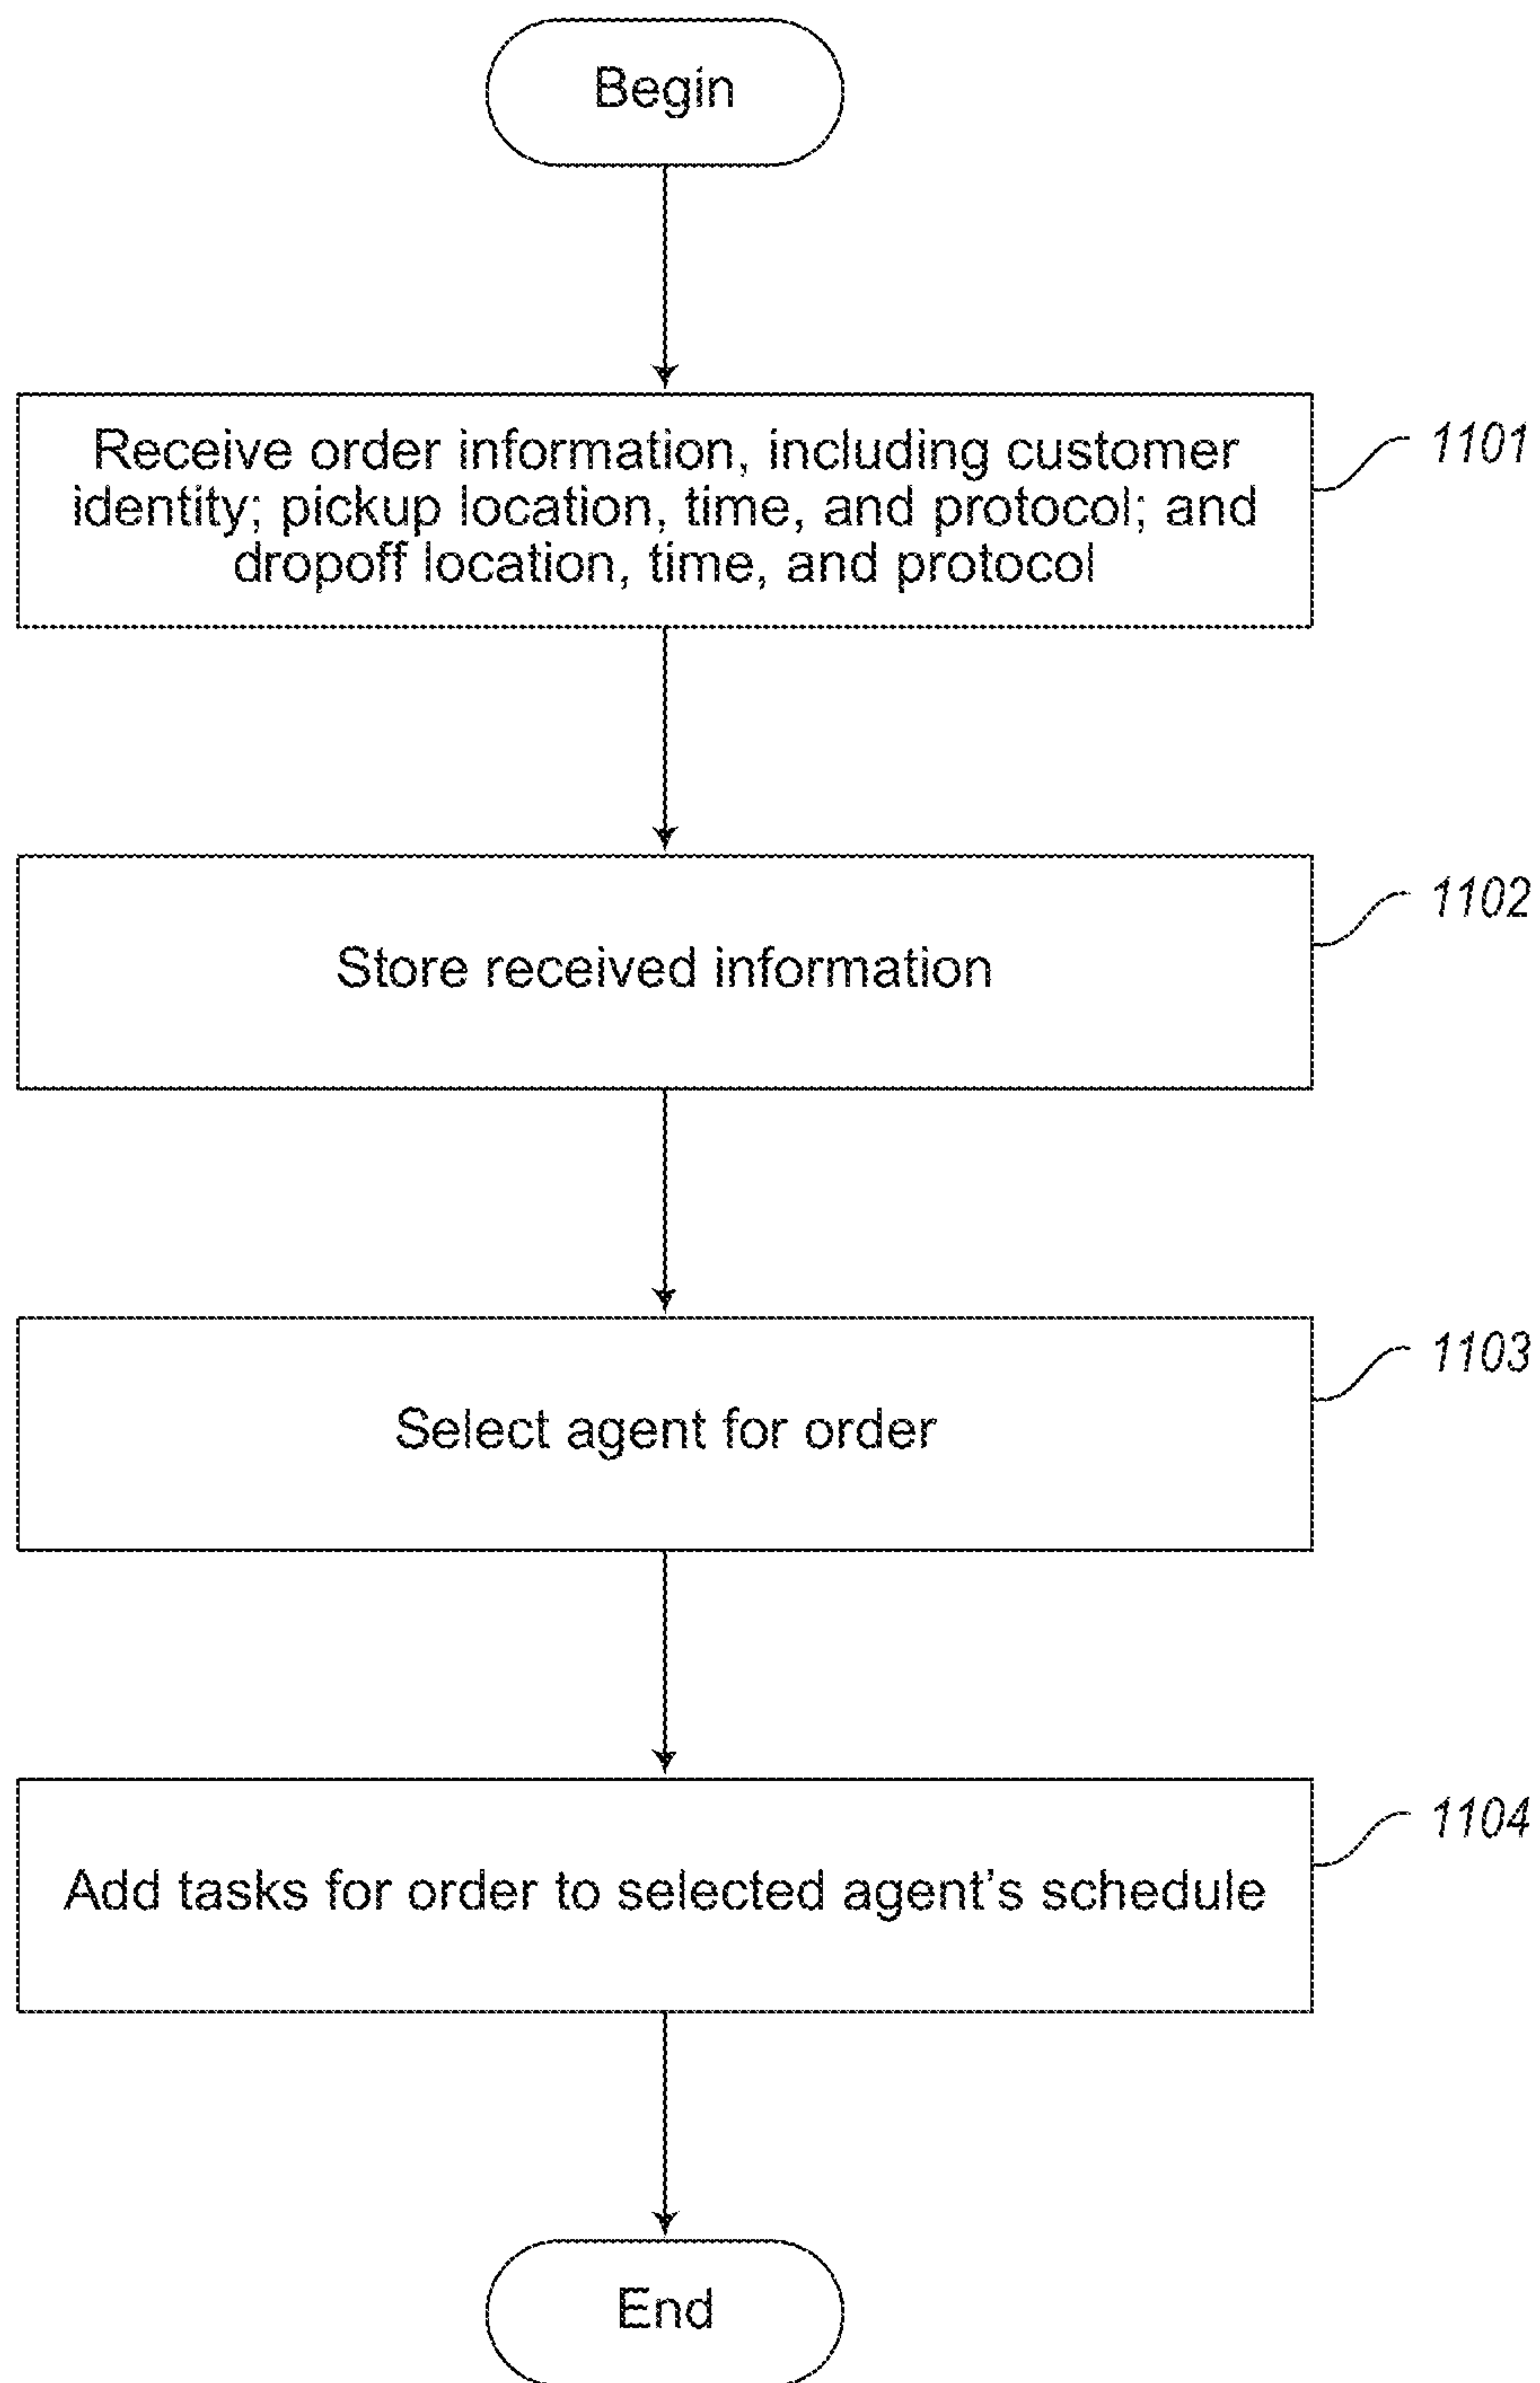 Begin
Receive order information, including customer
identity; pickup location, time, and protocol; and
dropoff location, time, and protocol
1101
Store received information
1102
Select agent for order
1103
Add tasks for order to selected agent’s schedule
1104
End